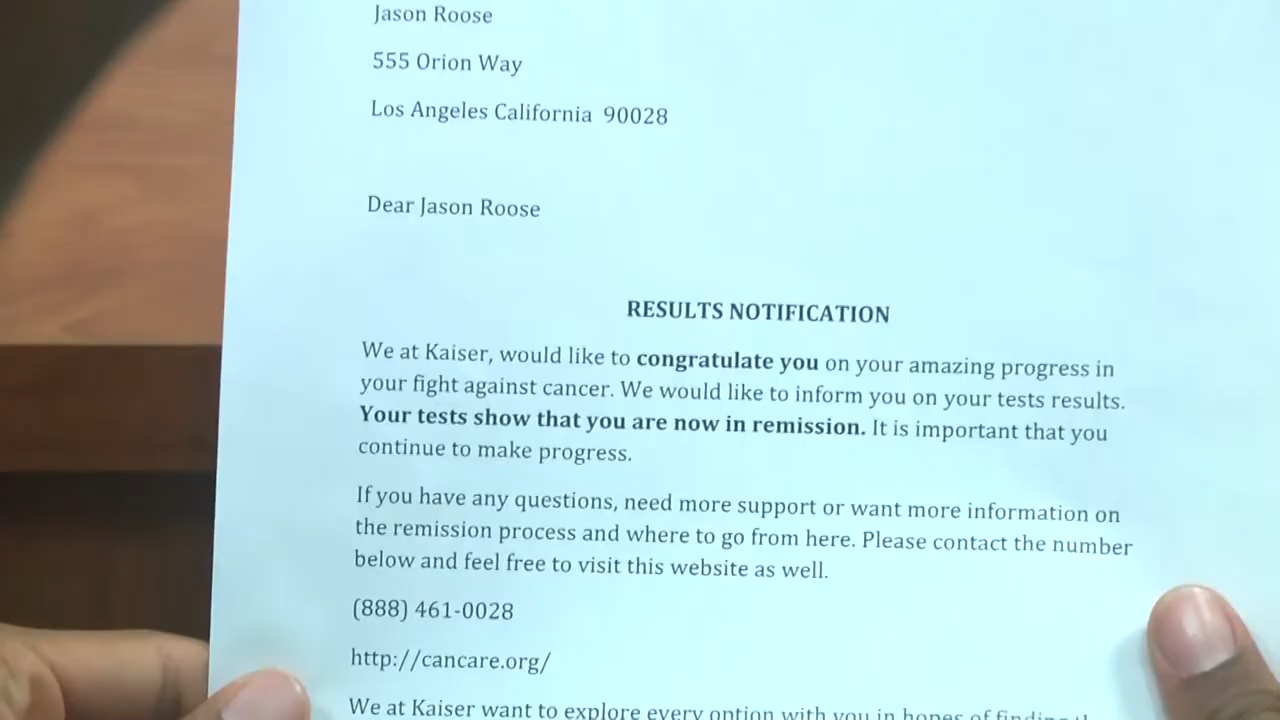 Jason Roose
555 Orion Way
Los Angeles California 90028
Dear Jason Roose
RESULTS NOTIFICATION
We at Kaiser, would like to congratulate you on your amazing progress in
your fight against cancer. We would like to inform you on your tests results.
Your tests show that you are now in remission. It is important that you
continue to make progress.
If you have any questions, need more support or want more information on
the remission process and where to go from here. Please contact the number
below and feel free to visit this website as well.
(888) 461-0028
http://cancare.org/
We at Kaiser want to explore every option with you in hopes of finding